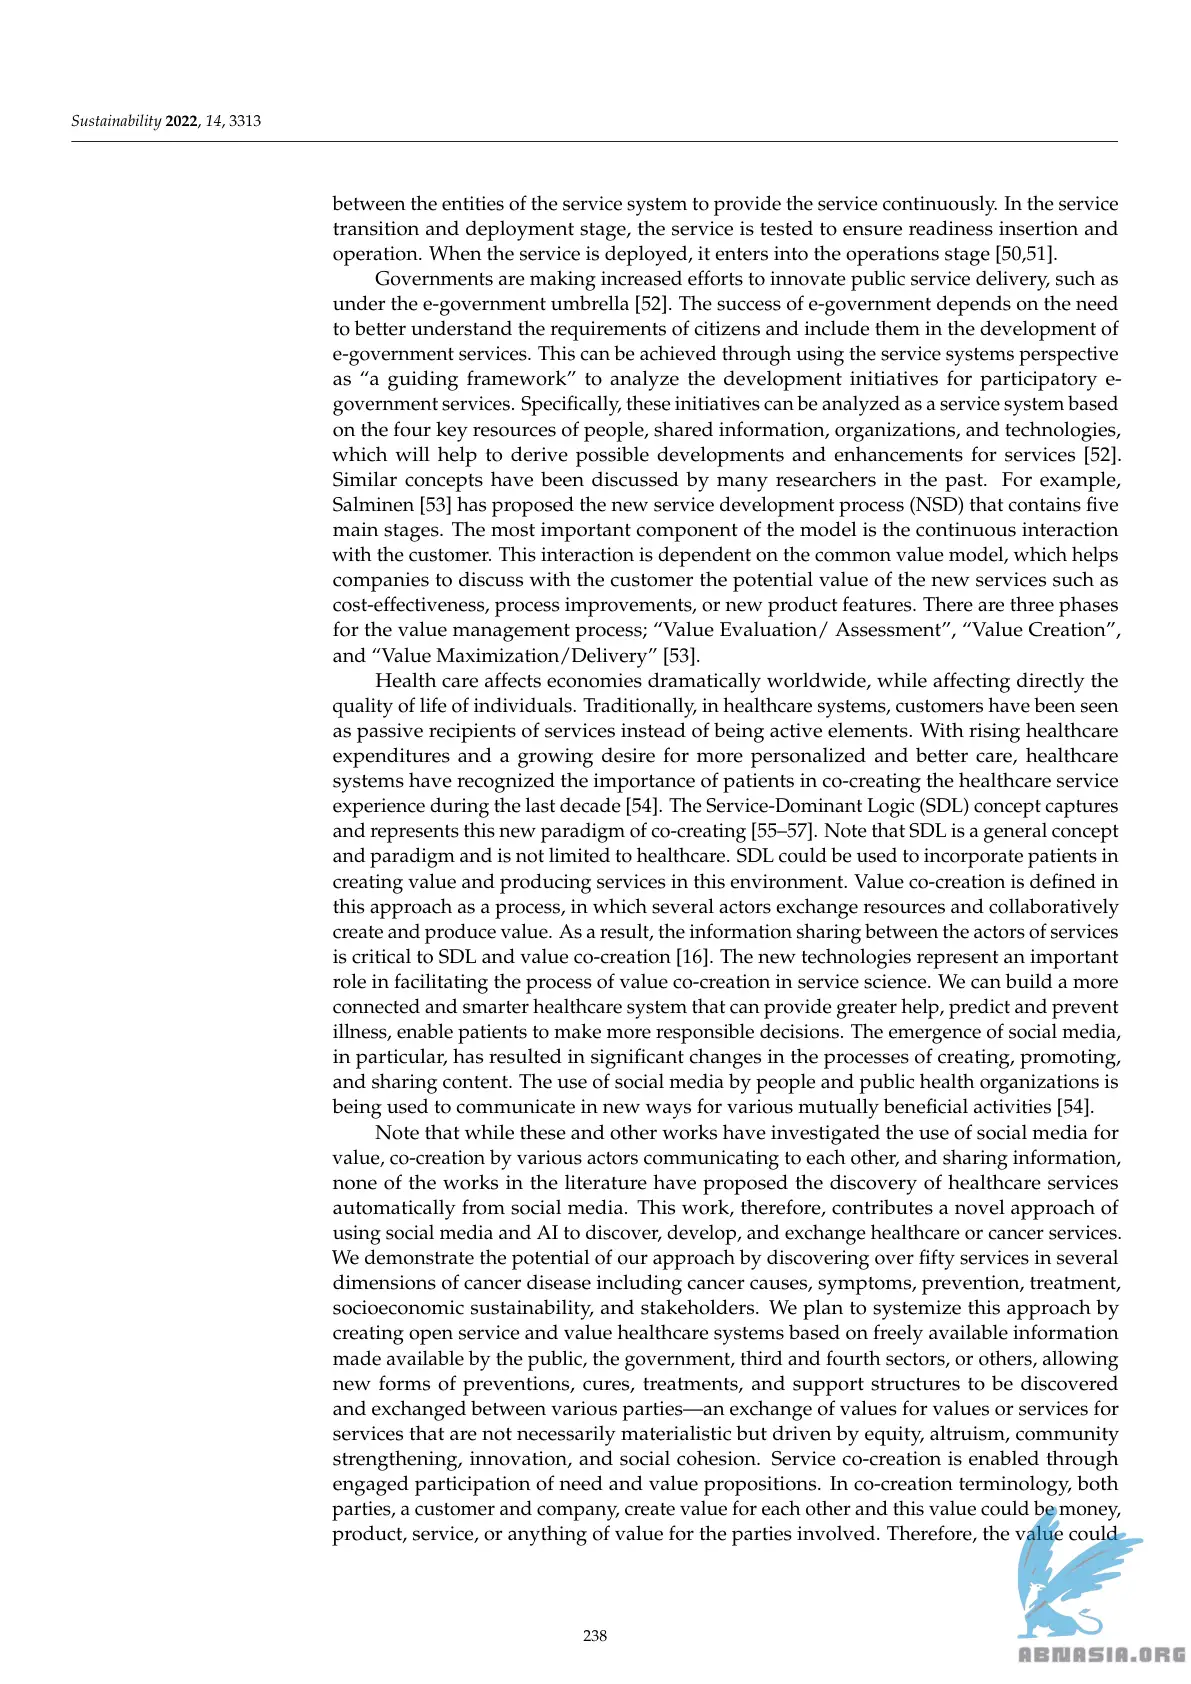 Sustainability 2022, 14, 3313
between the entities of the service system to provide the service continuously. In the service
transition and deployment stage, the service is tested to ensure readiness insertion and
operation. When the service is deployed, it enters into the operations stage [50,51].
Governments are making increased efforts to innovate public service delivery, such as
under the e-government umbrella [52]. The success of e-government depends on the need
to better understand the requirements of citizens and include them in the development of
e-government services. This can be achieved through using the service systems perspective
as “a guiding framework” to analyze the development initiatives for participatory e-
government services. Specifically, these initiatives can be analyzed as a service system based
on the four key resources of people, shared information, organizations, and technologies,
which will help to derive possible developments and enhancements for services [52].
Similar concepts have been discussed by many researchers in the past. For example,
Salminen [53] has proposed the new service development process (NSD) that contains five
main stages. The most important component of the model is the continuous interaction
with the customer. This interaction is dependent on the common value model, which helps
companies to discuss with the customer the potential value of the new services such as
cost-effectiveness, process improvements, or new product features. There are three phases
for the value management process; “Value Evaluation/ Assessment”, “Value Creation”,
and “Value Maximization/Delivery” [53].
Health care affects economies dramatically worldwide, while affecting directly the
quality of life of individuals. Traditionally, in healthcare systems, customers have been seen
as passive recipients of services instead of being active elements. With rising healthcare
expenditures and a growing desire for more personalized and better care, healthcare
systems have recognized the importance of patients in co-creating the healthcare service
experience during the last decade [54]. The Service-Dominant Logic (SDL) concept captures
and represents this new paradigm of co-creating [55–57]. Note that SDL is a general concept
and paradigm and is not limited to healthcare. SDL could be used to incorporate patients in
creating value and producing services in this environment. Value co-creation is defined in
this approach as a process, in which several actors exchange resources and collaboratively
create and produce value. As a result, the information sharing between the actors of services
is critical to SDL and value co-creation [16]. The new technologies represent an important
role in facilitating the process of value co-creation in service science. We can build a more
connected and smarter healthcare system that can provide greater help, predict and prevent
illness, enable patients to make more responsible decisions. The emergence of social media,
in particular, has resulted in significant changes in the processes of creating, promoting,
and sharing content. The use of social media by people and public health organizations is
being used to communicate in new ways for various mutually beneficial activities [54].
Note that while these and other works have investigated the use of social media for
value, co-creation by various actors communicating to each other, and sharing information,
none of the works in the literature have proposed the discovery of healthcare services
automatically from social media. This work, therefore, contributes a novel approach of
using social media and AI to discover, develop, and exchange healthcare or cancer services.
We demonstrate the potential of our approach by discovering over fifty services in several
dimensions of cancer disease including cancer causes, symptoms, prevention, treatment,
socioeconomic sustainability, and stakeholders. We plan to systemize this approach by
creating open service and value healthcare systems based on freely available information
made available by the public, the government, third and fourth sectors, or others, allowing
new forms of preventions, cures, treatments, and support structures to be discovered
and exchanged between various parties—an exchange of values for values or services for
services that are not necessarily materialistic but driven by equity, altruism, community
strengthening, innovation, and social cohesion. Service co-creation is enabled through
engaged participation of need and value propositions. In co-creation terminology, both
parties, a customer and company, create value for each other and this value could be money,
product, service, or anything of value for the parties involved. Therefore, the value could
238
ABNASIA.ORG